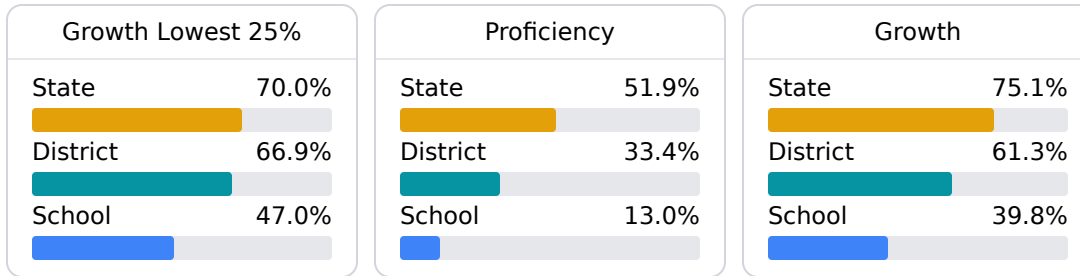 Growth Lowest 25%
State 70.0%
District 66.9%
School 47.0%
Proficiency
State 51.9%
District 33.4%
School 13.0%
Growth
State 75.1%
District 61.3%
School 39.8%